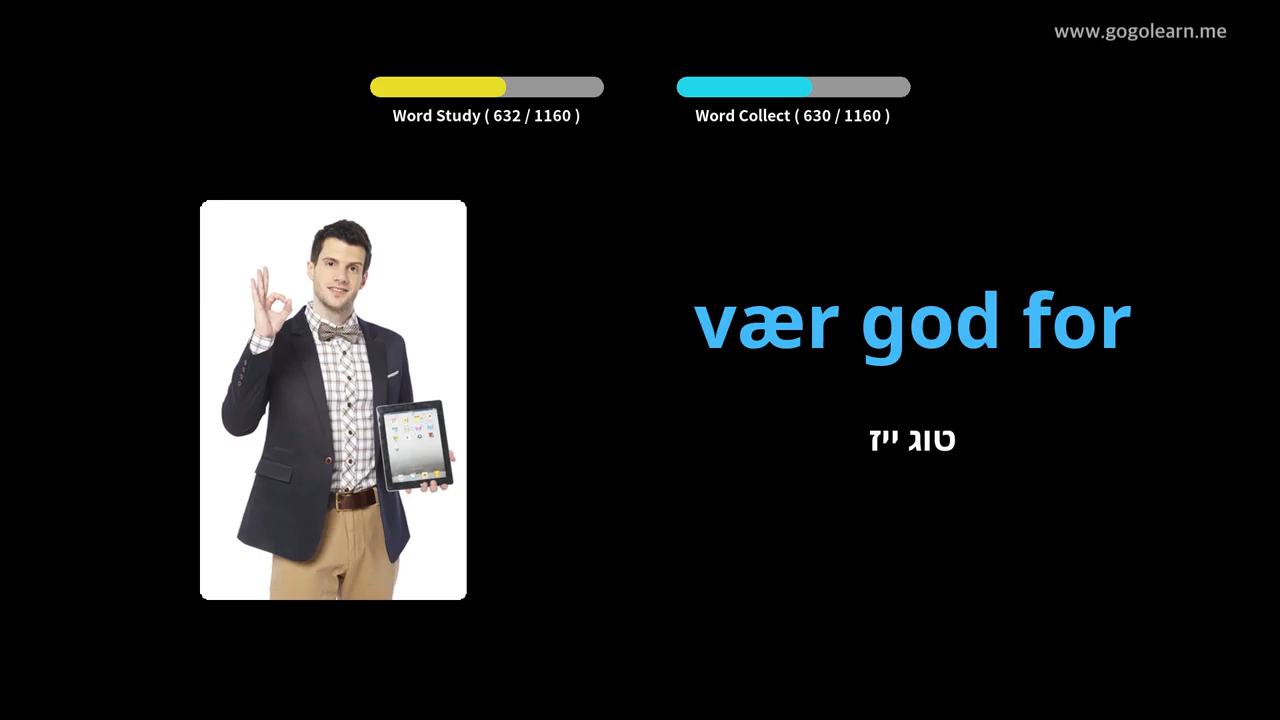 www.gogolearn.me
Word Study ( 632 / 1160 )
Word Collect ( 630 / 1160 )
vær god for
טוג ייז